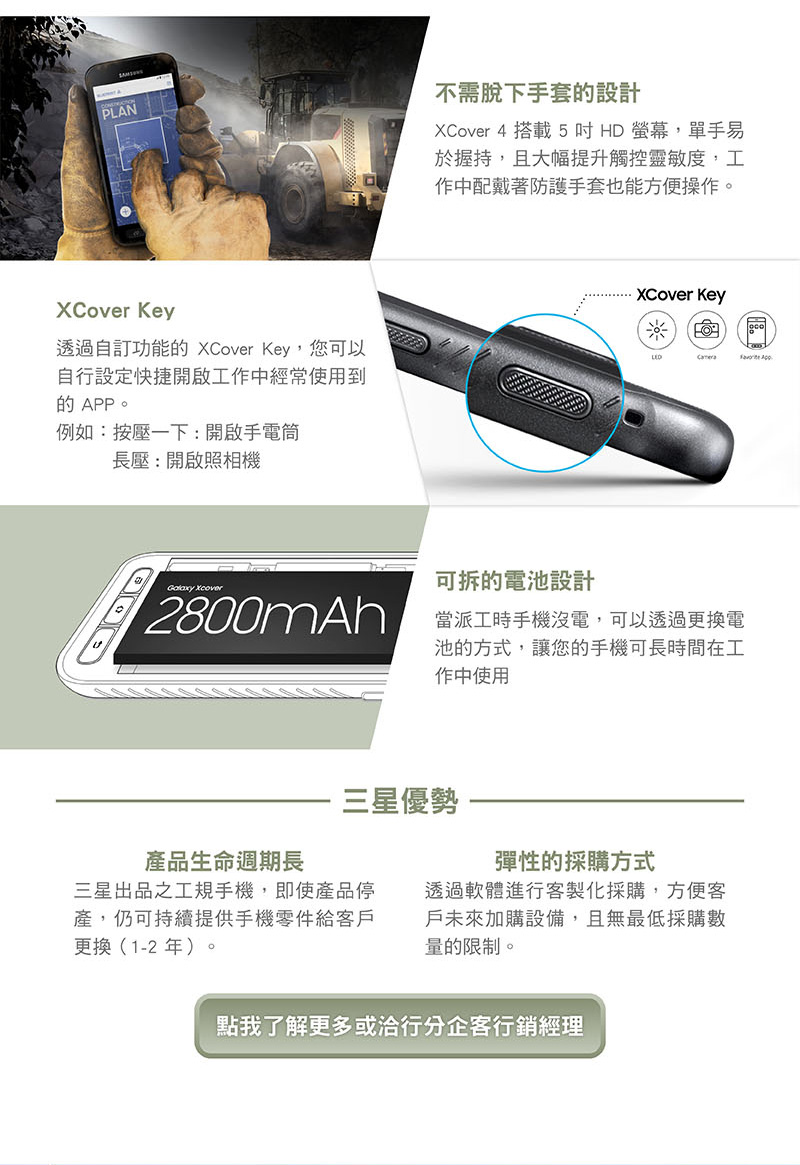 SAMSUNG
CONSTRUCTION
PLAN
不需脫下手套的設計
XCover 4 搭載 5 吋 HD 螢幕，單手易
於握持，且大幅提升觸控靈敏度，工
作中配戴著防護手套也能方便操作。
XCover Key
透過自訂功能的 XCover Key，您可以
自行設定快捷開啟工作中經常使用到
的 APP。
例如：按壓一下 : 開啟手電筒
長壓 : 開啟照相機
XCover Key
LED
Camera
Favorite App.
Galaxy Xcover
2800mAh
可拆的電池設計
當派工時手機沒電，可以透過更換電
池的方式，讓您的手機可長時間在工
作中使用
三星優勢
產品生命週期長
三星出品之工規手機，即使產品停
產，仍可持續提供手機零件給客戶
更換（1-2 年）。
彈性的採購方式
透過軟體進行客製化採購，方便客
戶未來加購設備，且無最低採購數
量的限制。
點我了解更多或洽行分企客行銷經理